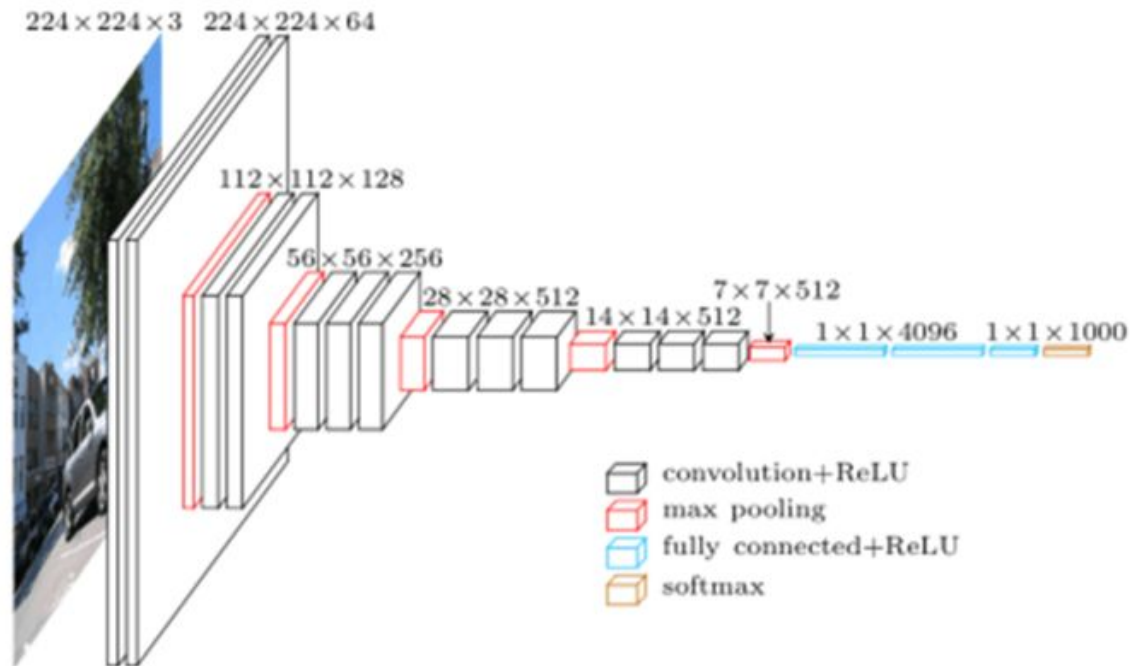 224×224×3
224×224×64
112×112×128
56×56×256
28×28×512
14×14×512
7×7×512
1×1×4096
1×1×1000
convolution+ReLU
max pooling
fully connected+ReLU
softmax